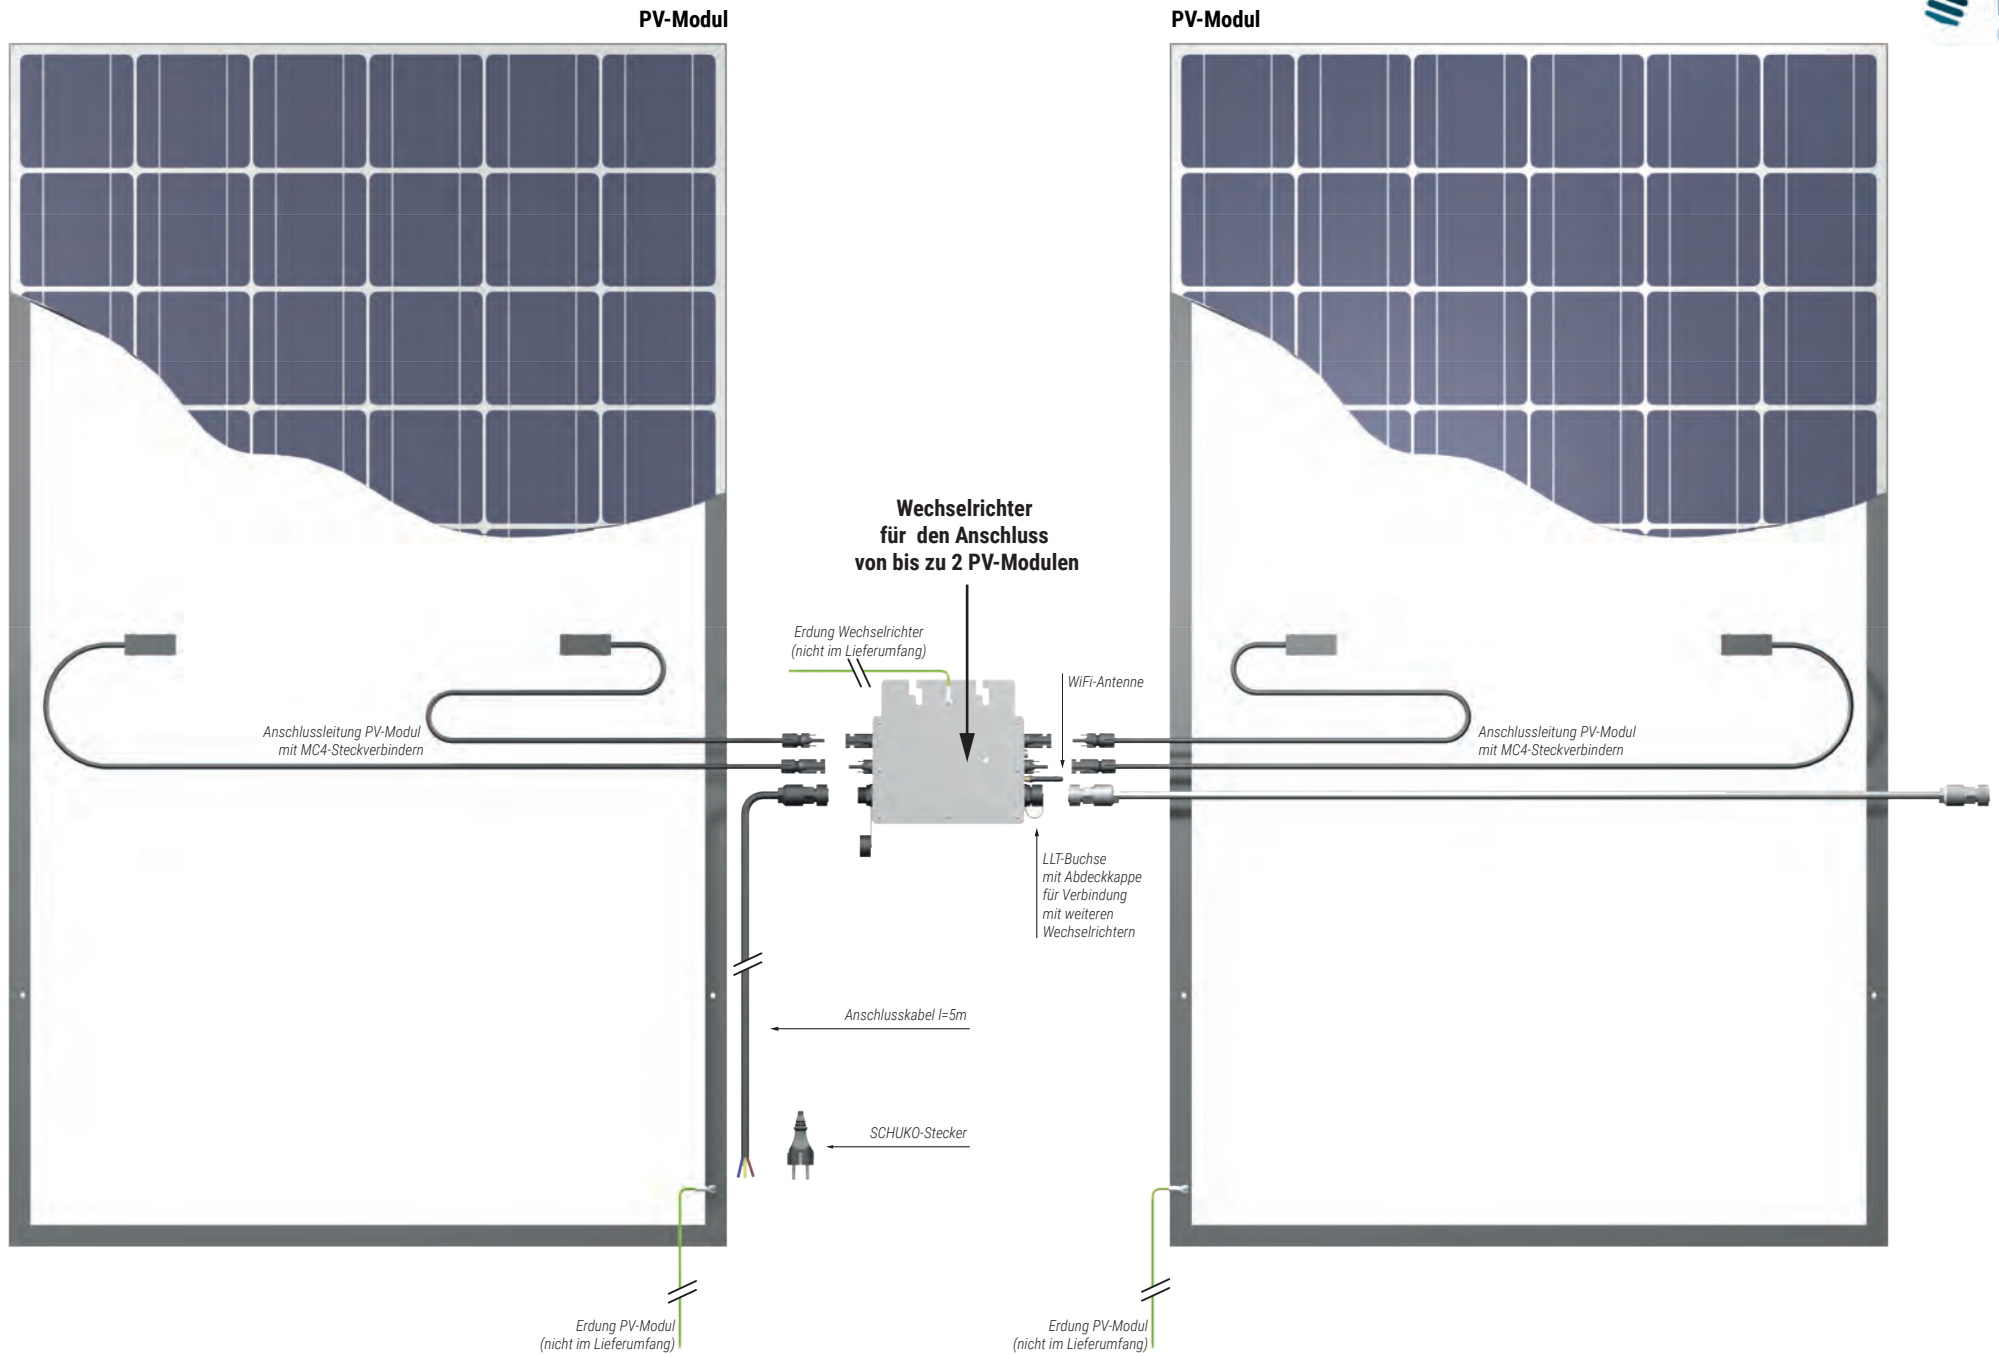 PV-Modul
PV-Modul
Wechselrichter
für den Anschluss
von bis zu 2 PV-Modulen
Erdung Wechselrichter
(nicht im Lieferumfang)
WiFi-Antenne
Anschlussleitung PV-Modul
mit MC4-Steckverbindern
Anschlussleitung PV-Modul
mit MC4-Steckverbindern
LLT-Buchse
mit Abdeckkappe
für Verbindung
mit weiteren
Wechselrichtern
Anschlusskabel l=5m
SCHUKO-Stecker
Erdung PV-Modul
(nicht im Lieferumfang)
Erdung PV-Modul
(nicht im Lieferumfang)